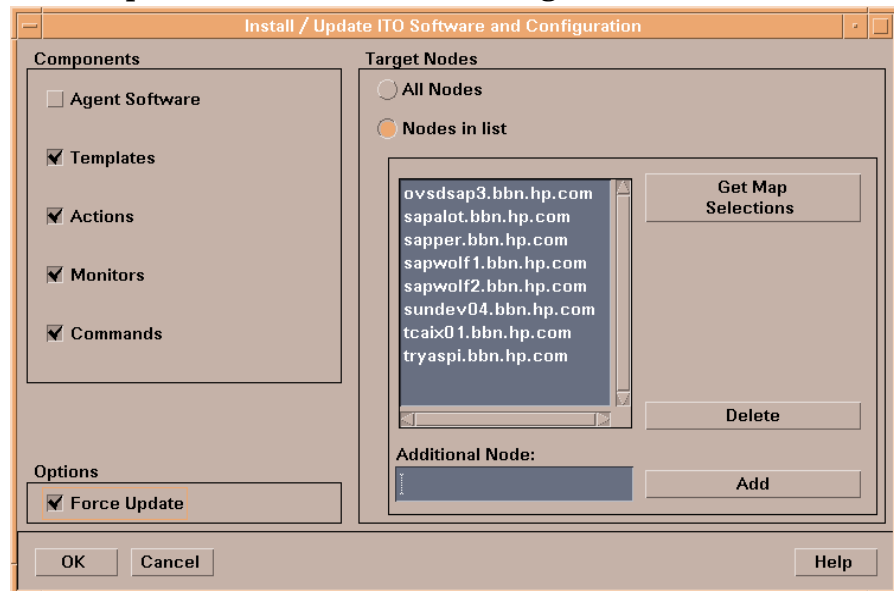 Install / Update ITO Software and Configuration
Components
Agent Software
Templates
Actions
Monitors
Commands
Options
Force Update
Target Nodes
All Nodes
Nodes in list
ovsdsap3.bbn.hp.com
sapalot.bbn.hp.com
sapper.bbn.hp.com
sapwolf1.bbn.hp.com
sapwolf2.bbn.hp.com
sundev04.bbn.hp.com
tcaix01.bbn.hp.com
tryaspi.bbn.hp.com
Get Map
Selections
Delete
Additional Node:
Add
OK
Cancel
Help